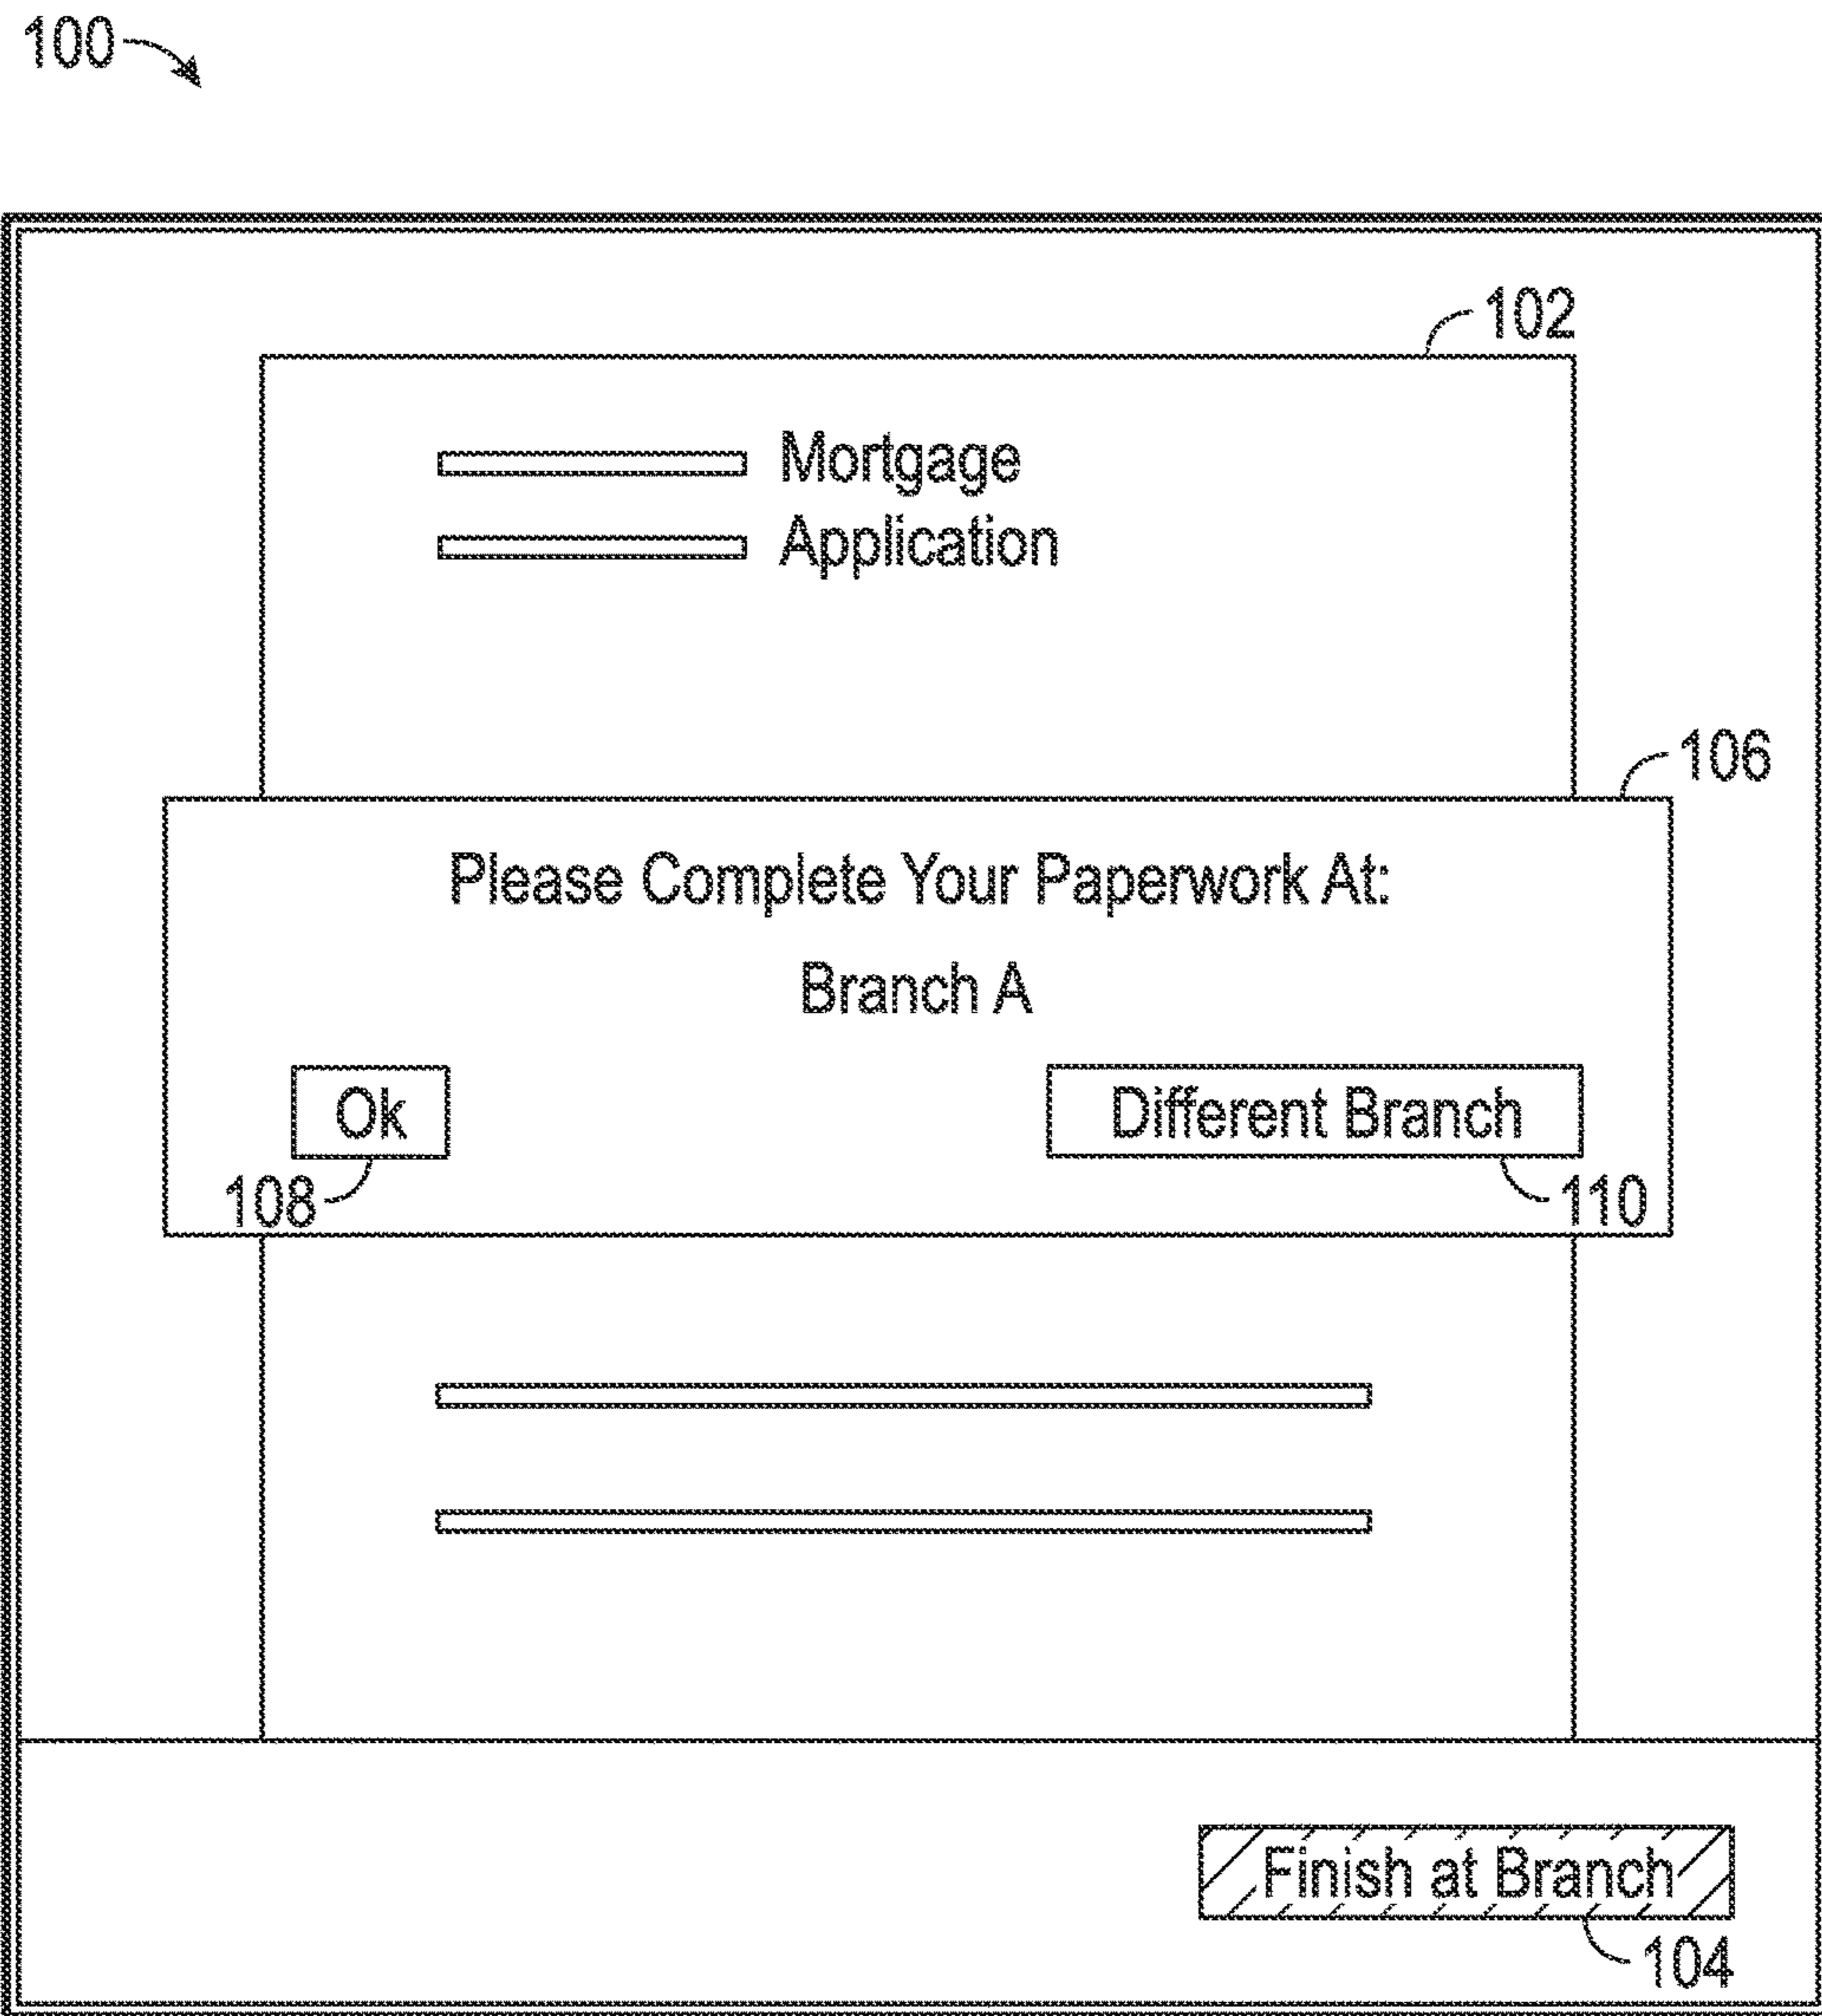 100
102
Mortgage
Application
106
Please Complete Your Paperwork At:
Branch A
Ok
Different Branch
108
110
Finish at Branch
104